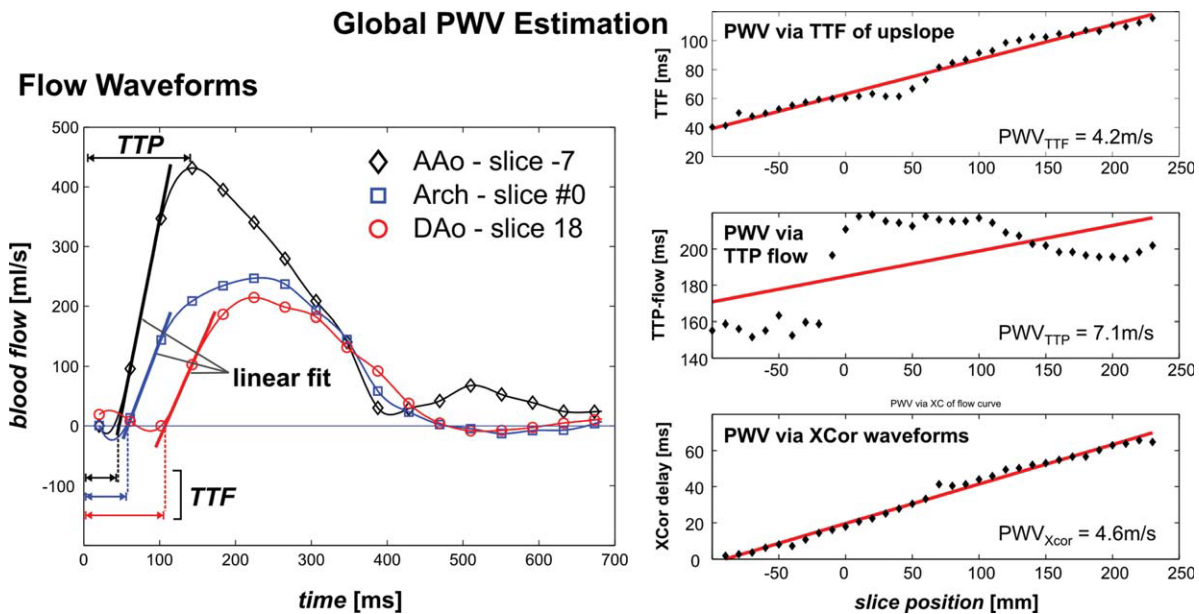 Global PWV Estimation
Flow Waveforms
500
400
300
200
100
0
-100
blood flow [ml/s]
TTP
AAo - slice -7
Arch - slice #0
DAo - slice 18
linear fit
TTF
0 100 200 300 400 500 600 700
time [ms]
PWV via TTF of upslope
TTF [ms]
100
80
60
40
20
PWVTTF = 4.2m/s
-50 0 50 100 150 200 250
PWV via
TTP flow
TTP-flow [ms]
200
180
160
140
PWVTTP = 7.1m/s
-50 0 50 100 150 200 250
PWV via XC of flow curve
PWV via XCor waveforms
XCor delay [ms]
60
40
20
0
PWVXcor = 4.6m/s
-50 0 50 100 150 200 250
slice position [mm]